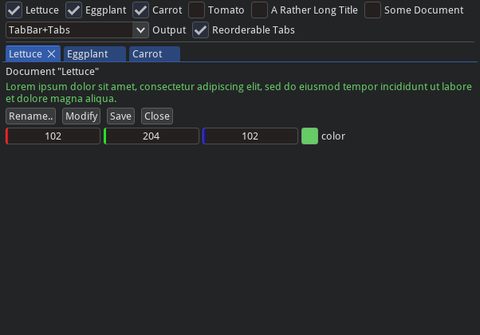 Lettuce Eggplant Carrot Tomato A Rather Long Title Some Document
TabBar+Tabs Output Reorderable Tabs
Lettuce Eggplant Carrot
Document "Lettuce"
Lorem ipsum dolor sit amet, consectetur adipiscing elit, sed do eiusmod tempor incididunt ut labore
et dolore magna aliqua.
Rename.. Modify Save Close
102 204 102 color